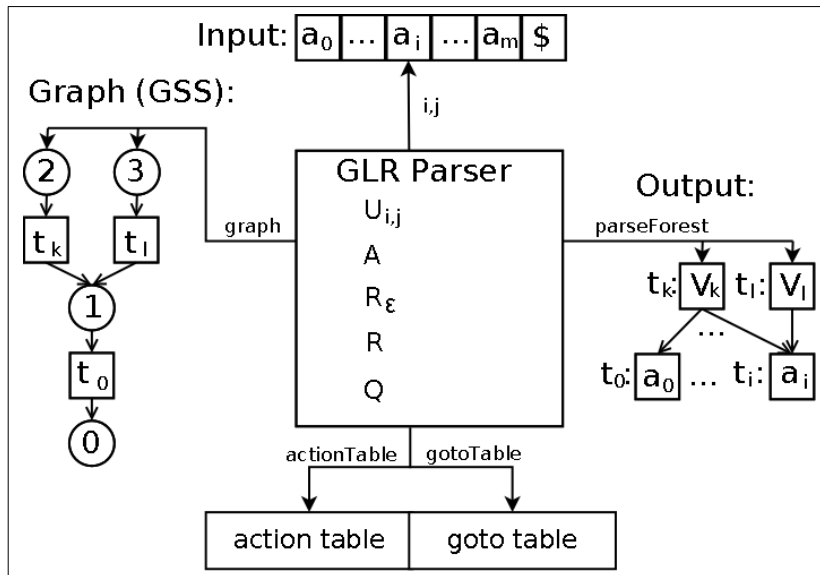 Input: a0 ... ai ... am $
Graph (GSS):
i,j
2 3
GLR Parser
Output:
Ui,j
graph
parseForest
tk tl
A
tk: Vk tl: Vl
Rε
1
...
R
t0
t0: a0 ... ti: ai
Q
0
actionTable gotoTable
action table goto table